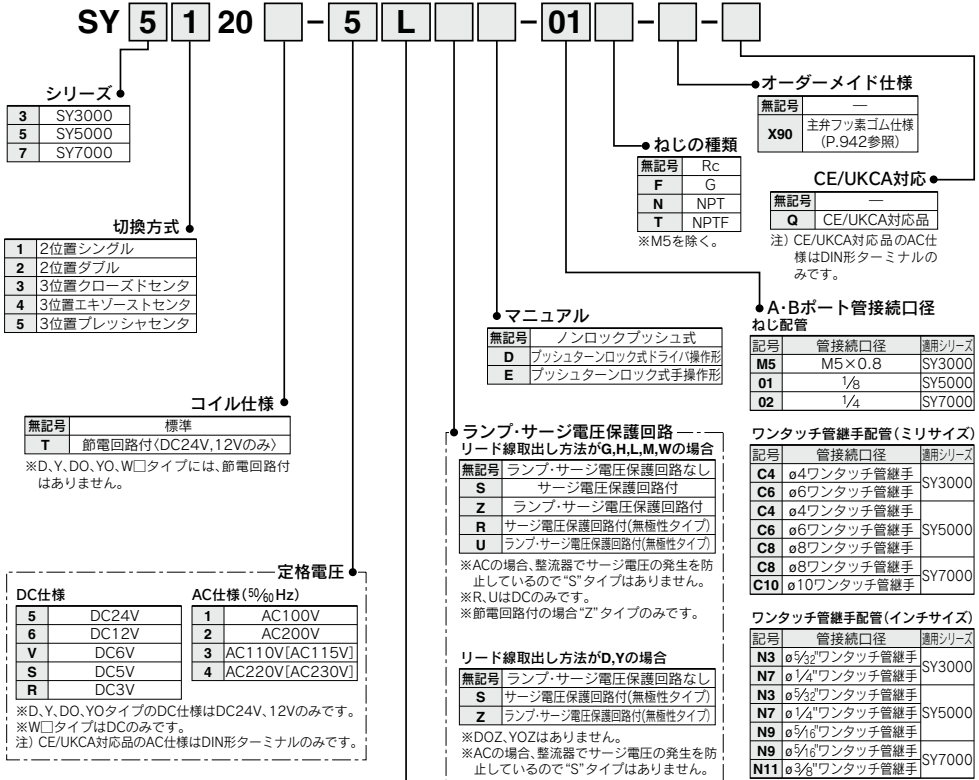 SY 5 1 20 □ - 5 L □ □ - 01 □ - □ - □
シリーズ
3 SY3000
5 SY5000
7 SY7000
切換方式
1 2位置シングル
2 2位置ダブル
3 3位置クローズドセンタ
4 3位置エキゾーストセンタ
5 3位置プレッシャセンタ
コイル仕様
無記号 標準
T 節電回路付〈DC24V,12Vのみ〉
※D、Y、DO、YO、W□タイプには、節電回路付
はありません。
定格電圧
DC仕様
5 DC24V
6 DC12V
V DC6V
S DC5V
R DC3V
AC仕様(50/60Hz)
1 AC100V
2 AC200V
3 AC110V[AC115V]
4 AC220V[AC230V]
※D、Y、DO、YOタイプのDC仕様はDC24V、12Vのみです。
※W□タイプはDCのみです。
注) CE/UKCA対応品のAC仕様はDIN形ターミナルのみです。
マニュアル
無記号 ノンロックプッシュ式
D プッシュターンロック式ドライバ操作形
E プッシュターンロック式手操作形
ランプ・サージ電圧保護回路
リード線取出し方法がG,H,L,M,Wの場合
無記号 ランプ・サージ電圧保護回路なし
S サージ電圧保護回路付
Z ランプ・サージ電圧保護回路付
R サージ電圧保護回路付(無極性タイプ)
U ランプ・サージ電圧保護回路付(無極性タイプ)
※ACの場合、整流器でサージ電圧の発生を防
止しているので“S”タイプはありません。
※R、UはDCのみです。
※節電回路付の場合“Z”タイプのみです。
リード線取出し方法がD,Yの場合
無記号 ランプ・サージ電圧保護回路なし
S サージ電圧保護回路付(無極性タイプ)
Z ランプ・サージ電圧保護回路付(無極性タイプ)
※DOZ、YOZはありません。
※ACの場合、整流器でサージ電圧の発生を防
止しているので“S”タイプはありません。
オーダーメイド仕様
無記号 —
X90 主弁フッ素ゴム仕様
(P.942参照)
ねじの種類
無記号 Rc
F G
N NPT
T NPTF
※M5を除く。
CE/UKCA対応
無記号 —
Q CE/UKCA対応品
注) CE/UKCA対応品のAC仕
様はDIN形ターミナルの
みです。
A・Bポート管接続口径
ねじ配管
記号 管接続口径 適用シリーズ
M5 M5×0.8 SY3000
01 1/8 SY5000
02 1/4 SY7000
ワンタッチ管継手配管(ミリサイズ)
記号 管接続口径 適用シリーズ
C4 ø4ワンタッチ管継手 SY3000
C6 ø6ワンタッチ管継手
C4 ø4ワンタッチ管継手
C6 ø6ワンタッチ管継手 SY5000
C8 ø8ワンタッチ管継手
C8 ø8ワンタッチ管継手 SY7000
C10 ø10ワンタッチ管継手
ワンタッチ管継手配管(インチサイズ)
記号 管接続口径 適用シリーズ
N3 ø5/32"ワンタッチ管継手 SY3000
N7 ø1/4"ワンタッチ管継手
N3 ø5/32"ワンタッチ管継手
N7 ø1/4"ワンタッチ管継手 SY5000
N9 ø5/16"ワンタッチ管継手
N9 ø5/16"ワンタッチ管継手 SY7000
N11 ø3/8"ワンタッチ管継手